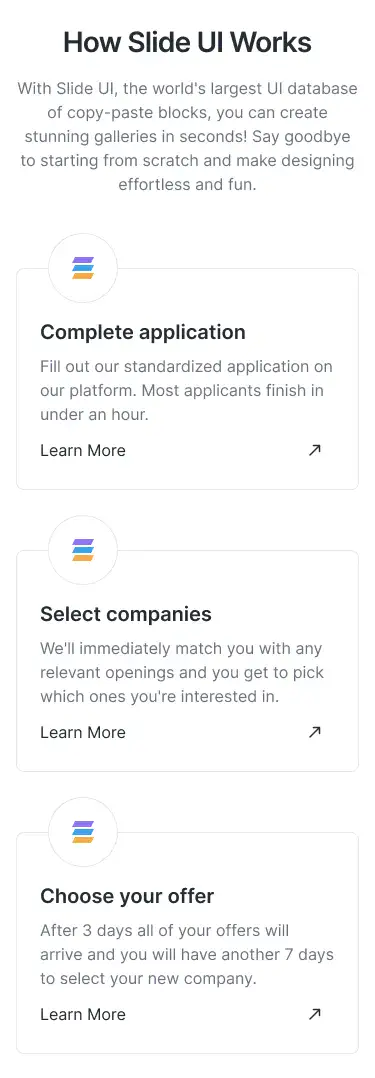 How Slide UI Works
With Slide UI, the world's largest UI database
of copy-paste blocks, you can create
stunning galleries in seconds! Say goodbye
to starting from scratch and make designing
effortless and fun.
Complete application
Fill out our standardized application on
our platform. Most applicants finish in
under an hour.
Learn More
Select companies
We'll immediately match you with any
relevant openings and you get to pick
which ones you're interested in.
Learn More
Choose your offer
After 3 days all of your offers will
arrive and you will have another 7 days
to select your new company.
Learn More